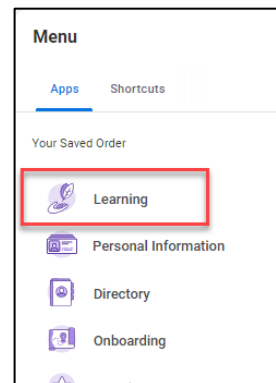 Menu
Apps Shortcuts
Your Saved Order
Learning
Personal Information
Directory
Onboarding